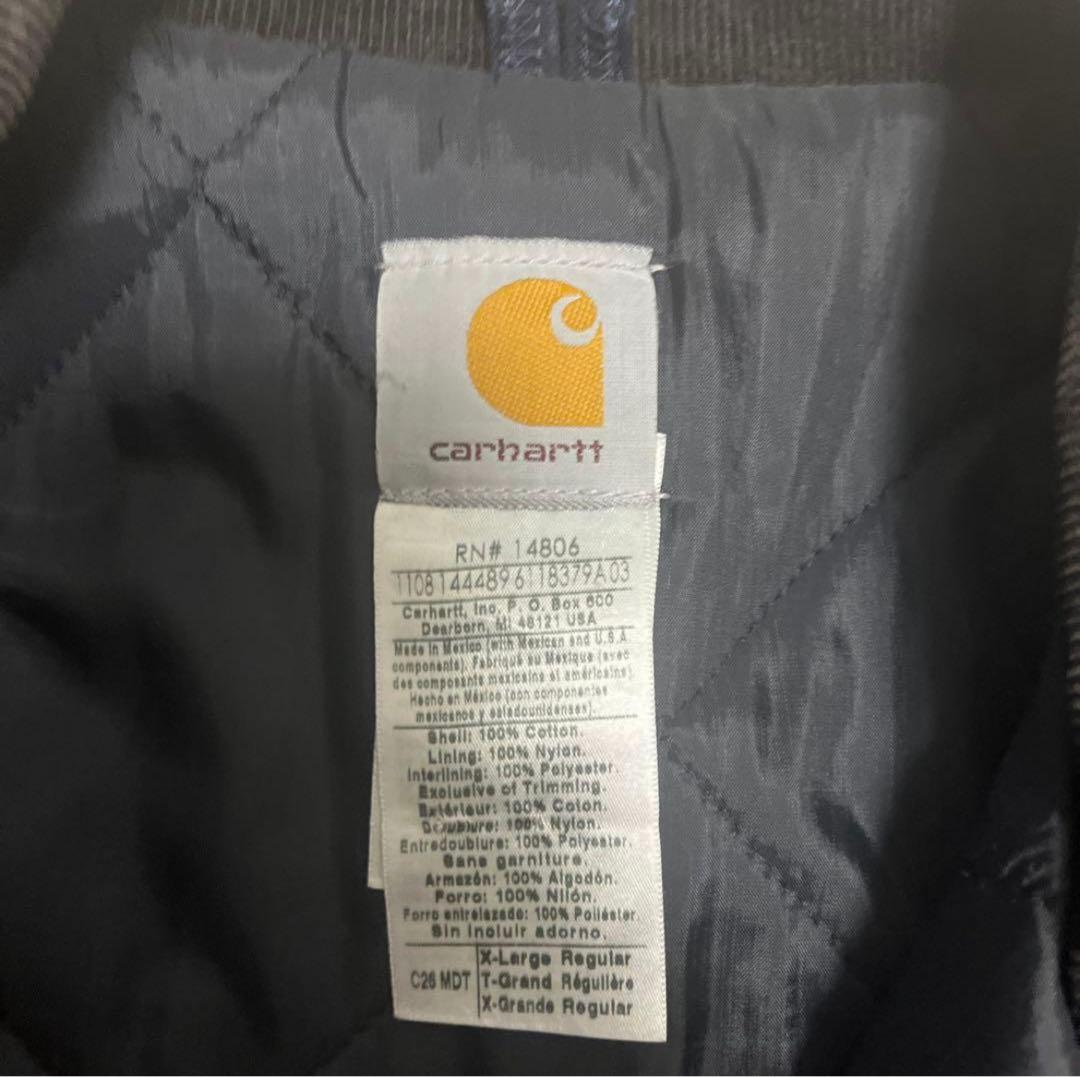 carhartt
RN# 14806
1108144489611 8379A03
Carhartt, Inc. P. O. Box 600
Dearborn, MI 48121 USA
Made in Mexico (with Mexican and U.S.A
components). Fabriqué au Mexique (avec
des composants mexicains et américains)
Hecho en México (con componentes
mexicanos y estadounidenses).
Shell: 100% Cotton.
Lining: 100% Nylon.
Interlining: 100% Polyester.
Exclusive of Trimming.
Extérieur: 100% Coton.
Doublure: 100% Nylon.
Entredoublure: 100% Polyester.
Sans garniture.
Armazón: 100% Algodón.
Forro: 100% Nilón.
Forro entrelazado: 100% Poliéster.
Sin incluir adorno.
X-Large Regular
C26 MDT T-Grand Régulière
X-Grande Regular